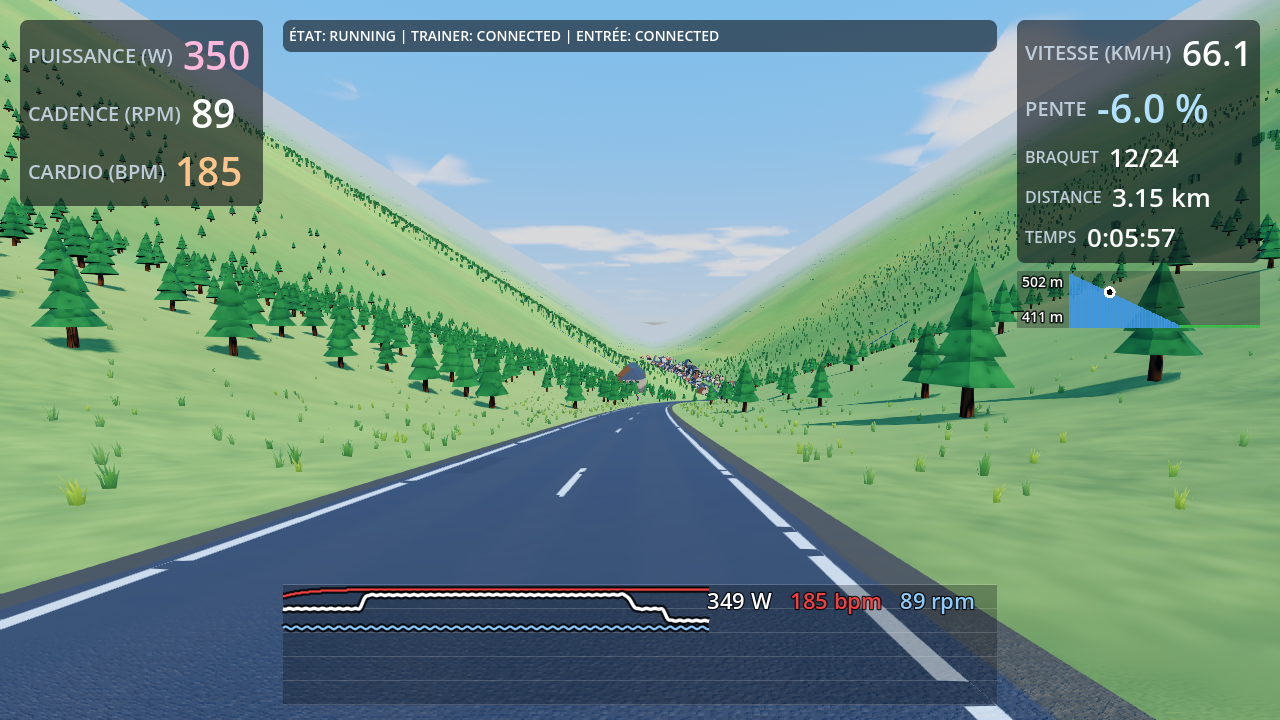 ÉTAT: RUNNING | TRAINER: CONNECTED | ENTRÉE: CONNECTED
PUISSANCE (W) 350
CADENCE (RPM) 89
CARDIO (BPM) 185
VITESSE (KM/H) 66.1
PENTE -6.0 %
BRAQUET 12/24
DISTANCE 3.15 km
TEMPS 0:05:57
502 m
411 m
349 W 185 bpm 89 rpm